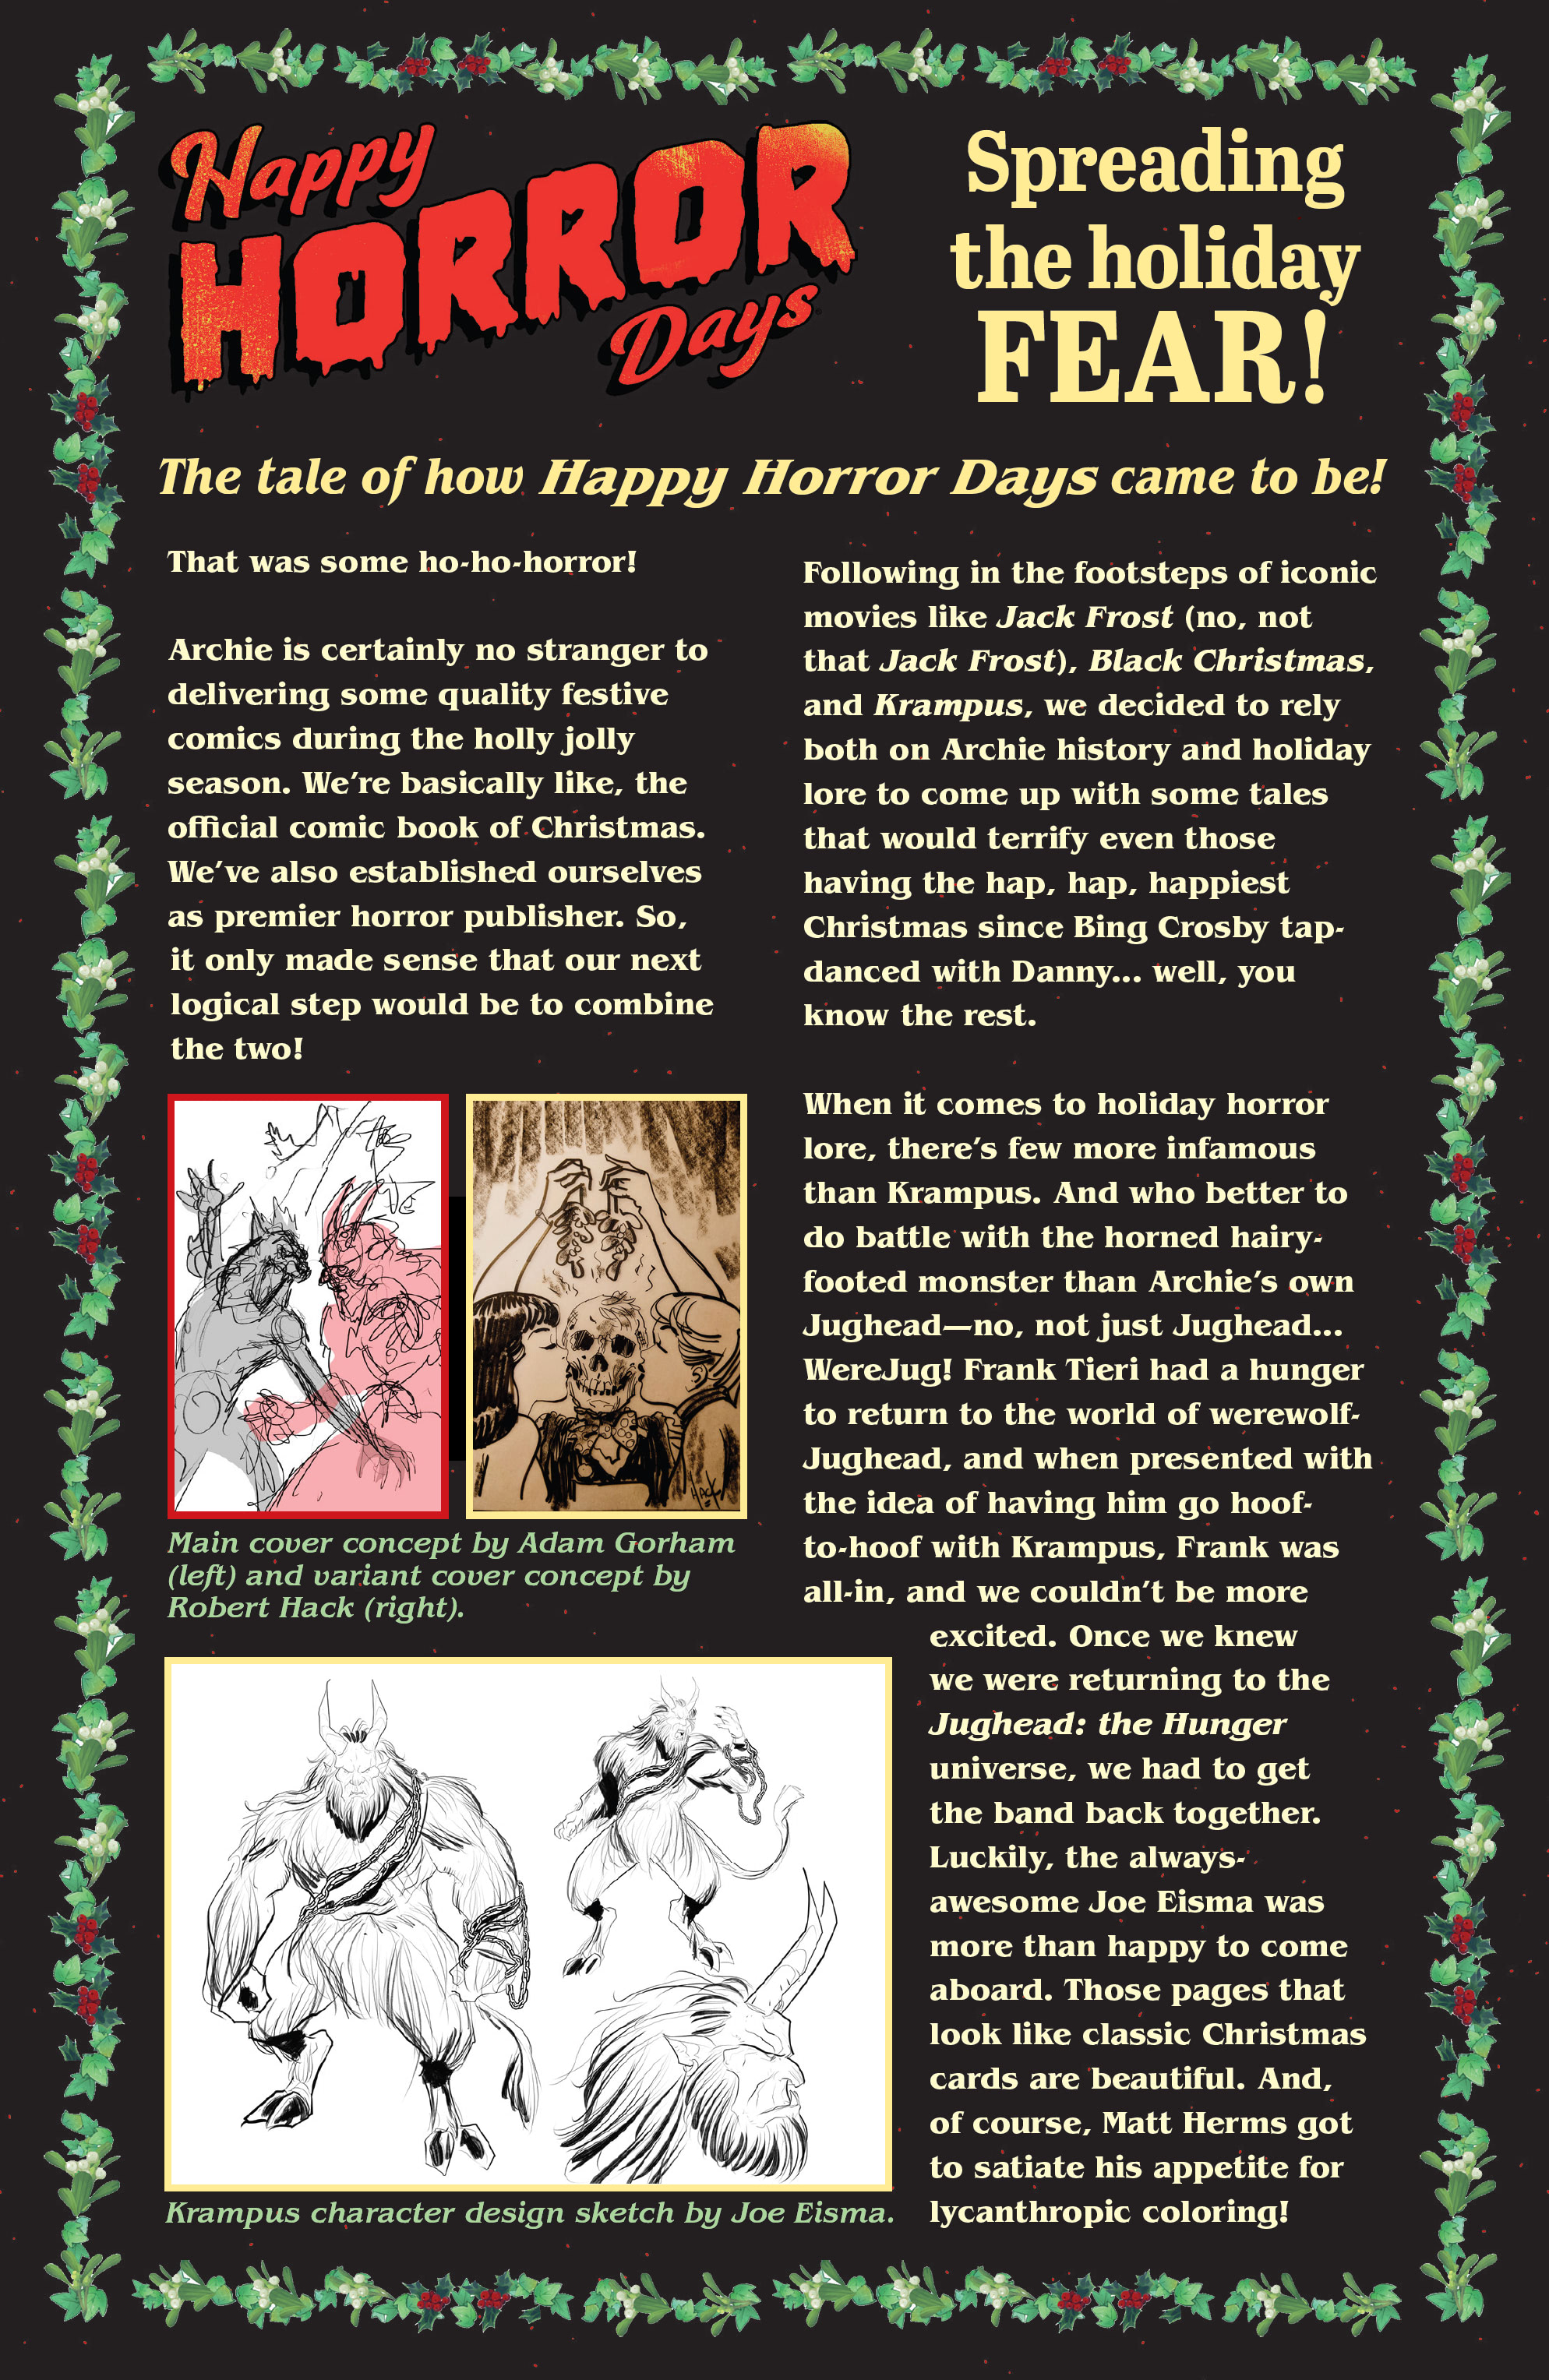 Happy
HORROR
Days
Spreading
the holiday
FEAR!
The tale of how Happy Horror Days came to be!
That was some ho-ho-horror!
Archie is certainly no stranger to
delivering some quality festive
comics during the holly jolly
season. We're basically like, the
official comic book of Christmas.
We've also established ourselves
as premier horror publisher. So,
it only made sense that our next
logical step would be to combine
the two!
HACK
Main cover concept by Adam Gorham
(left) and variant cover concept by
Robert Hack (right).
Krampus character design sketch by Joe Eisma.
Following in the footsteps of iconic
movies like Jack Frost (no, not
that Jack Frost), Black Christmas,
and Krampus, we decided to rely
both on Archie history and holiday
lore to come up with some tales
that would terrify even those
having the hap, hap, happiest
Christmas since Bing Crosby tap-
danced with Danny... well, you
know the rest.
When it comes to holiday horror
lore, there's few more infamous
than Krampus. And who better to
do battle with the horned hairy-
footed monster than Archie's own
Jughead—no, not just Jughead...
WereJug! Frank Tieri had a hunger
to return to the world of werewolf-
Jughead, and when presented with
the idea of having him go hoof-
to-hoof with Krampus, Frank was
all-in, and we couldn't be more
excited. Once we knew
we were returning to the
Jughead: the Hunger
universe, we had to get
the band back together.
Luckily, the always-
awesome Joe Eisma was
more than happy to come
aboard. Those pages that
look like classic Christmas
cards are beautiful. And,
of course, Matt Herms got
to satiate his appetite for
lycanthropic coloring!